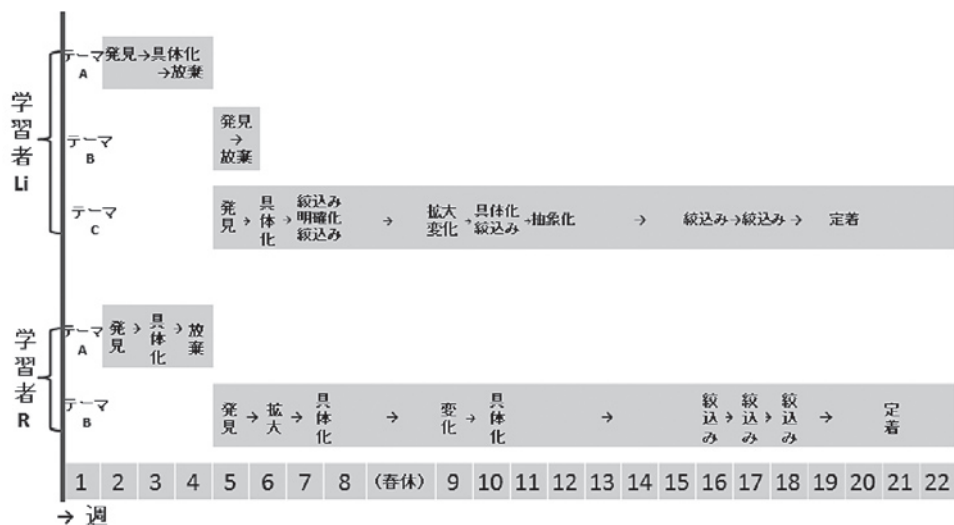 学習者Li
テーマA
発見→具体化
→放棄
テーマB
発見
→
放棄
テーマC
発見→具体化→絞込み明確化絞込み → 拡大変化→具体化絞込み→抽象化 → 絞込み→絞込み→ 定着
学習者R
テーマA
発見→具体化→放棄
テーマB
発見→拡大→具体化 → 変化→具体化 → 絞込み→絞込み→絞込み → 定着
1 2 3 4 5 6 7 8 (春休) 9 10 11 12 13 14 15 16 17 18 19 20 21 22
→ 週